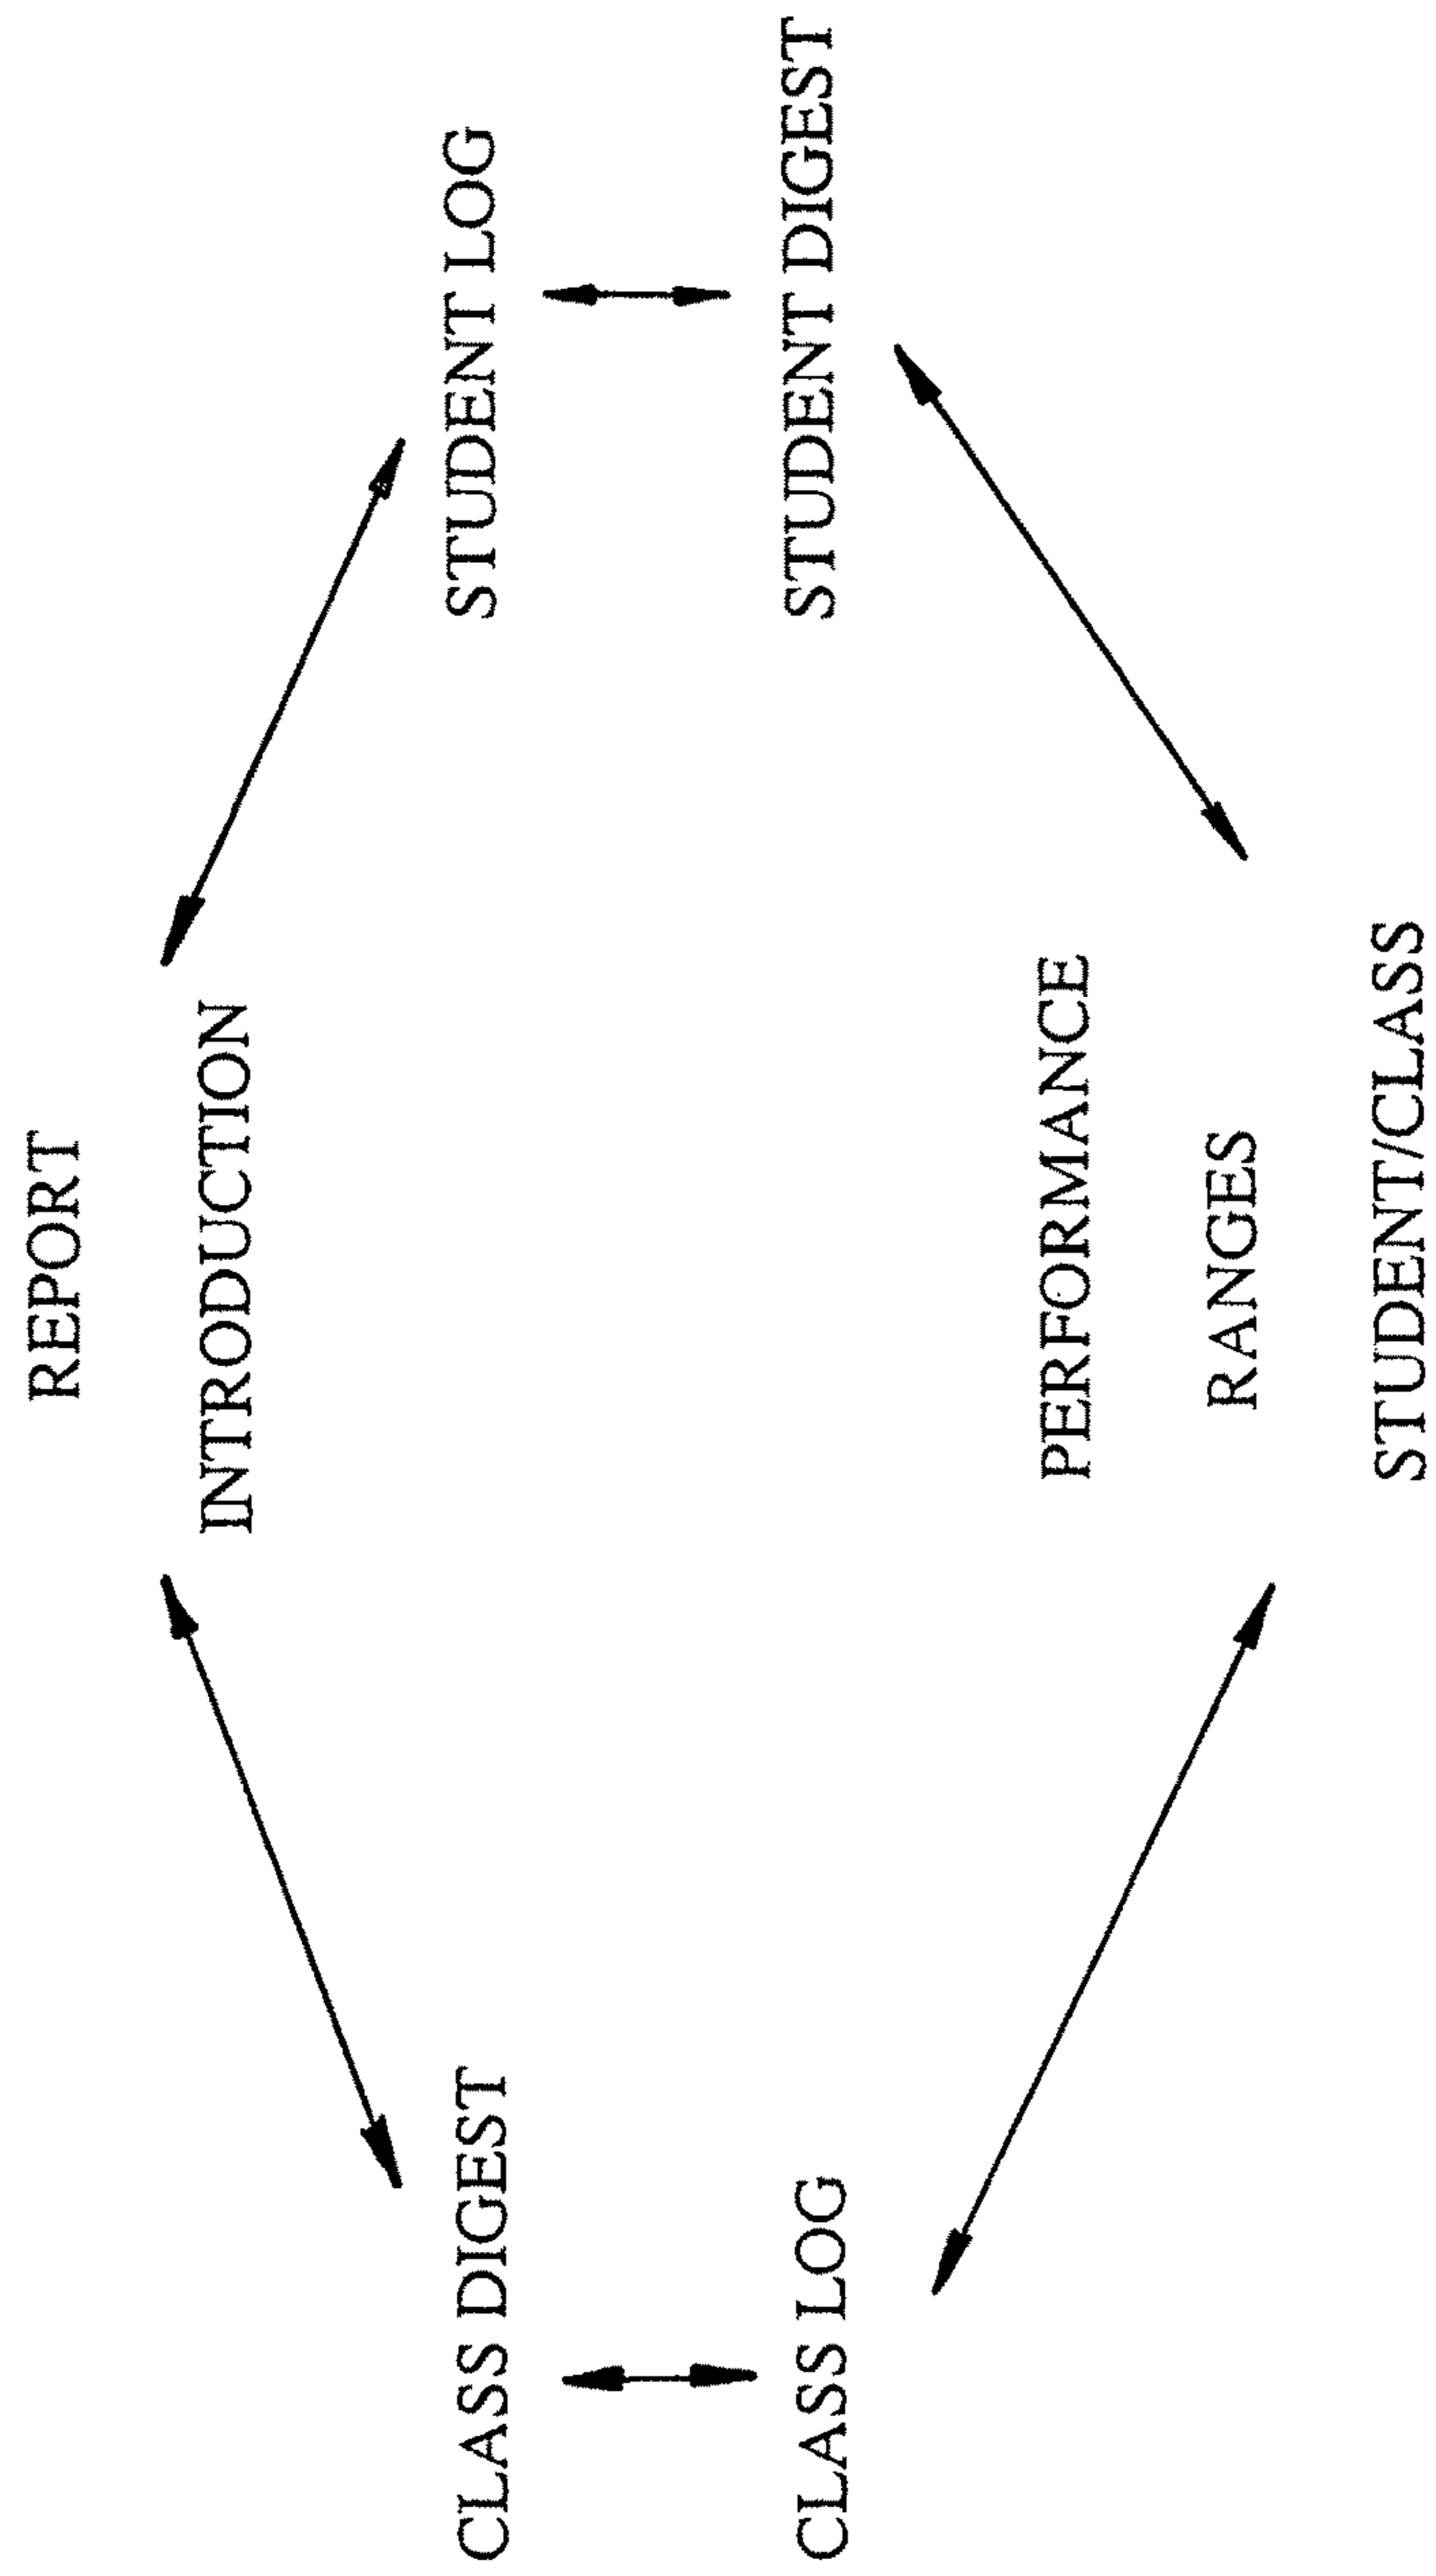 REPORT
INTRODUCTION
CLASS DIGEST
STUDENT LOG
CLASS LOG
STUDENT DIGEST
PERFORMANCE
RANGES
STUDENT/CLASS